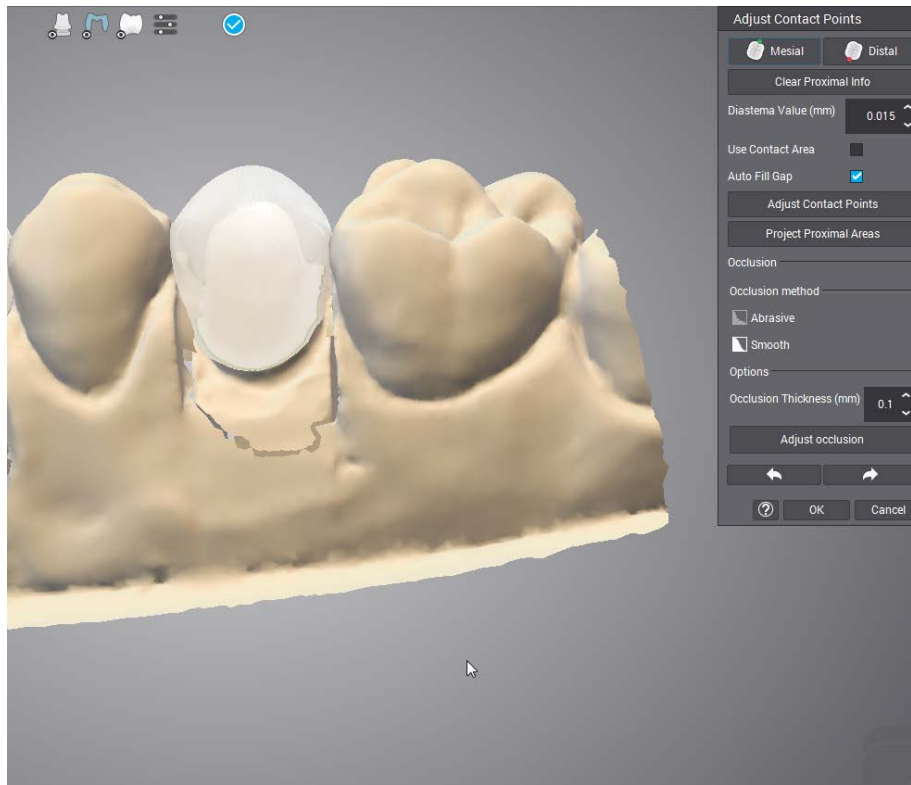 Adjust Contact Points
Mesial Distal
Clear Proximal Info
Diastema Value (mm) 0.015
Use Contact Area
Auto Fill Gap
Adjust Contact Points
Project Proximal Areas
Occlusion
Occlusion method
Abrasive
Smooth
Options
Occlusion Thickness (mm) 0.1
Adjust occlusion
? OK Cancel